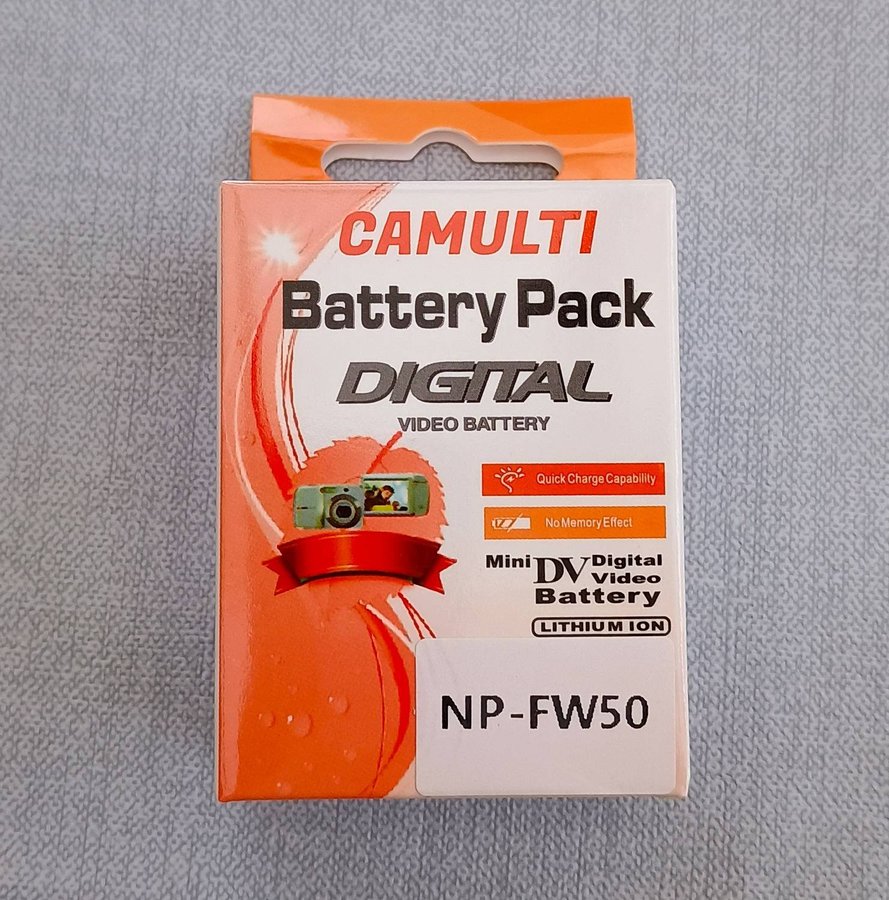 CAMULTI
Battery Pack
DIGITAL
VIDEO BATTERY
Quick Charge Capability
No Memory Effect
Mini DV Digital
Video
Battery
LITHIUM ION
NP-FW50